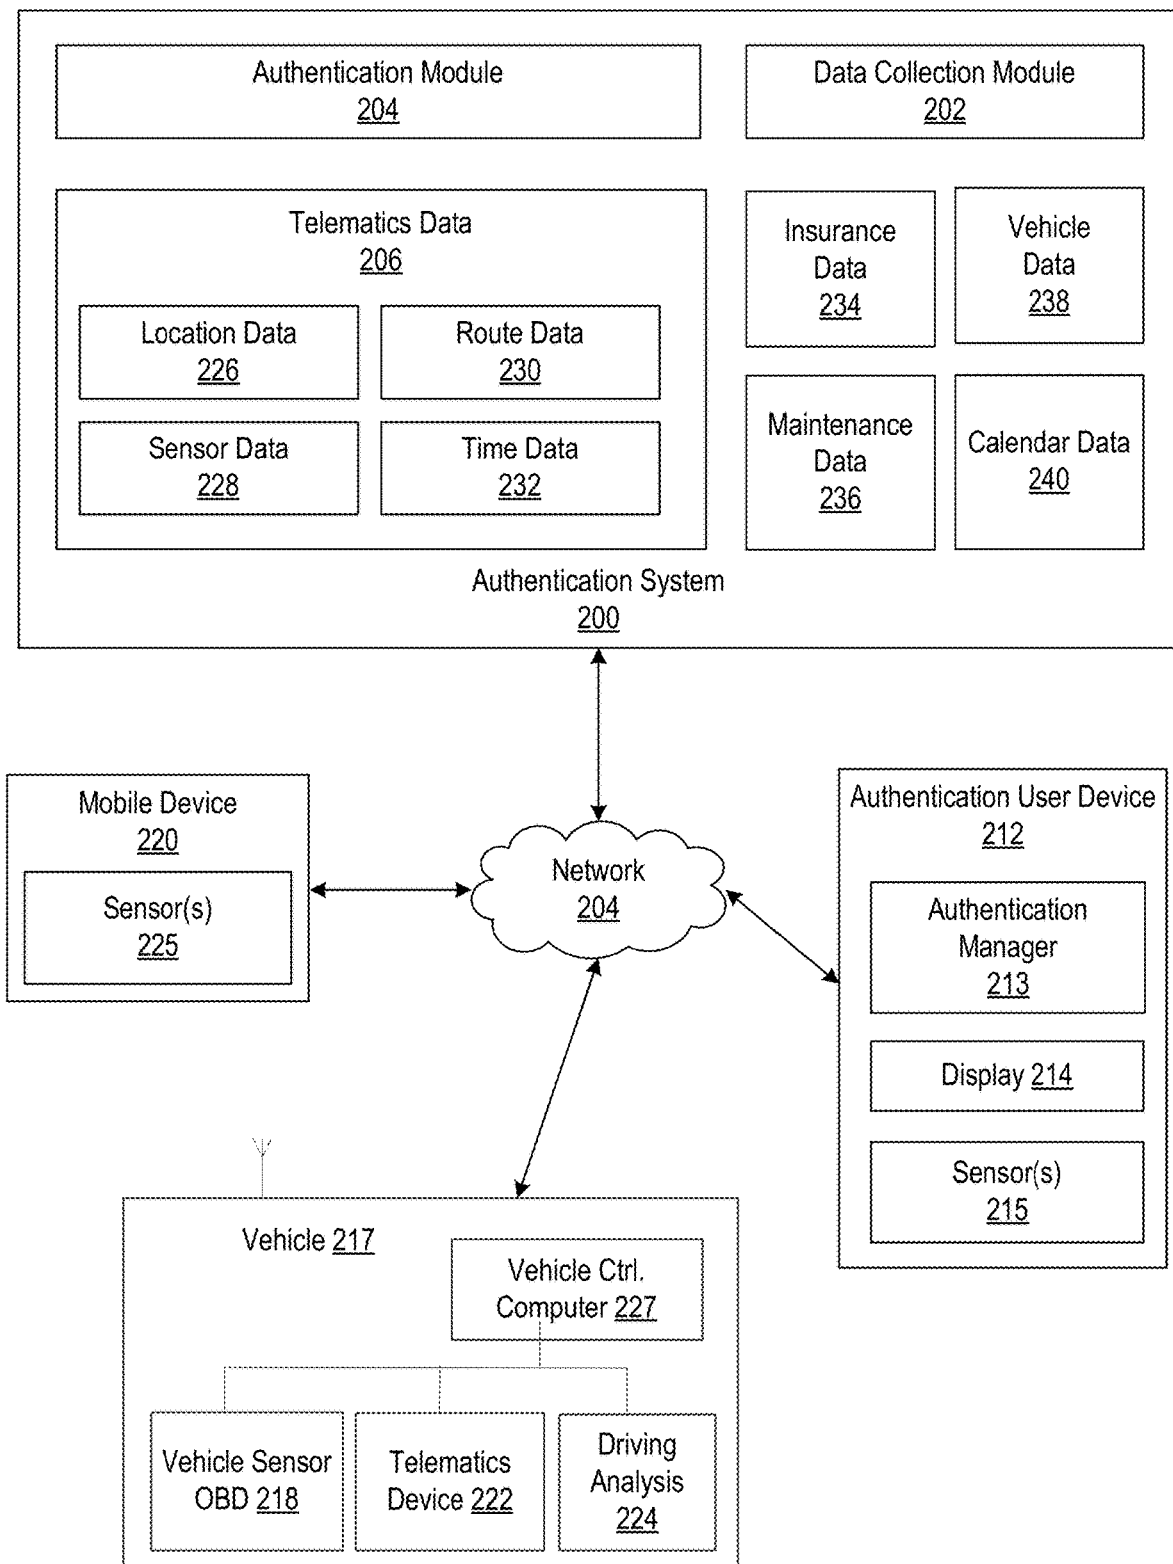 Authentication Module
204
Data Collection Module
202
Telematics Data
206
Location Data
226
Route Data
230
Sensor Data
228
Time Data
232
Insurance
Data
234
Vehicle
Data
238
Maintenance
Data
236
Calendar Data
240
Authentication System
200
Mobile Device
220
Sensor(s)
225
Network
204
Authentication User Device
212
Authentication
Manager
213
Display 214
Sensor(s)
215
Vehicle 217
Vehicle Ctrl.
Computer 227
Vehicle Sensor
OBD 218
Telematics
Device 222
Driving
Analysis
224